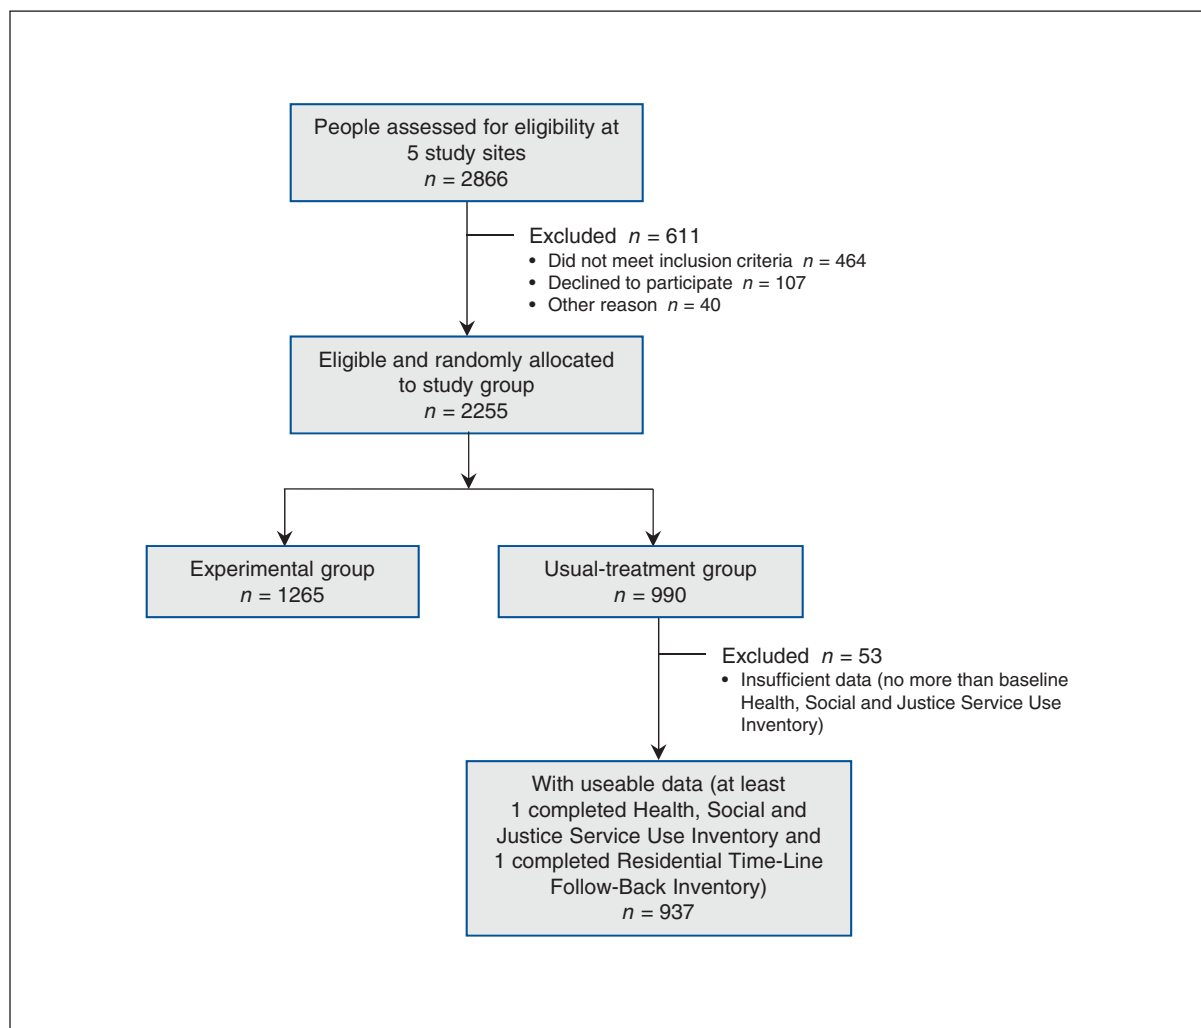 People assessed for eligibility at
5 study sites
n = 2866
Excluded n = 611
• Did not meet inclusion criteria n = 464
• Declined to participate n = 107
• Other reason n = 40
Eligible and randomly allocated
to study group
n = 2255
Experimental group
n = 1265
Usual-treatment group
n = 990
Excluded n = 53
• Insufficient data (no more than baseline
Health, Social and Justice Service Use
Inventory)
With useable data (at least
1 completed Health, Social and
Justice Service Use Inventory and
1 completed Residential Time-Line
Follow-Back Inventory)
n = 937